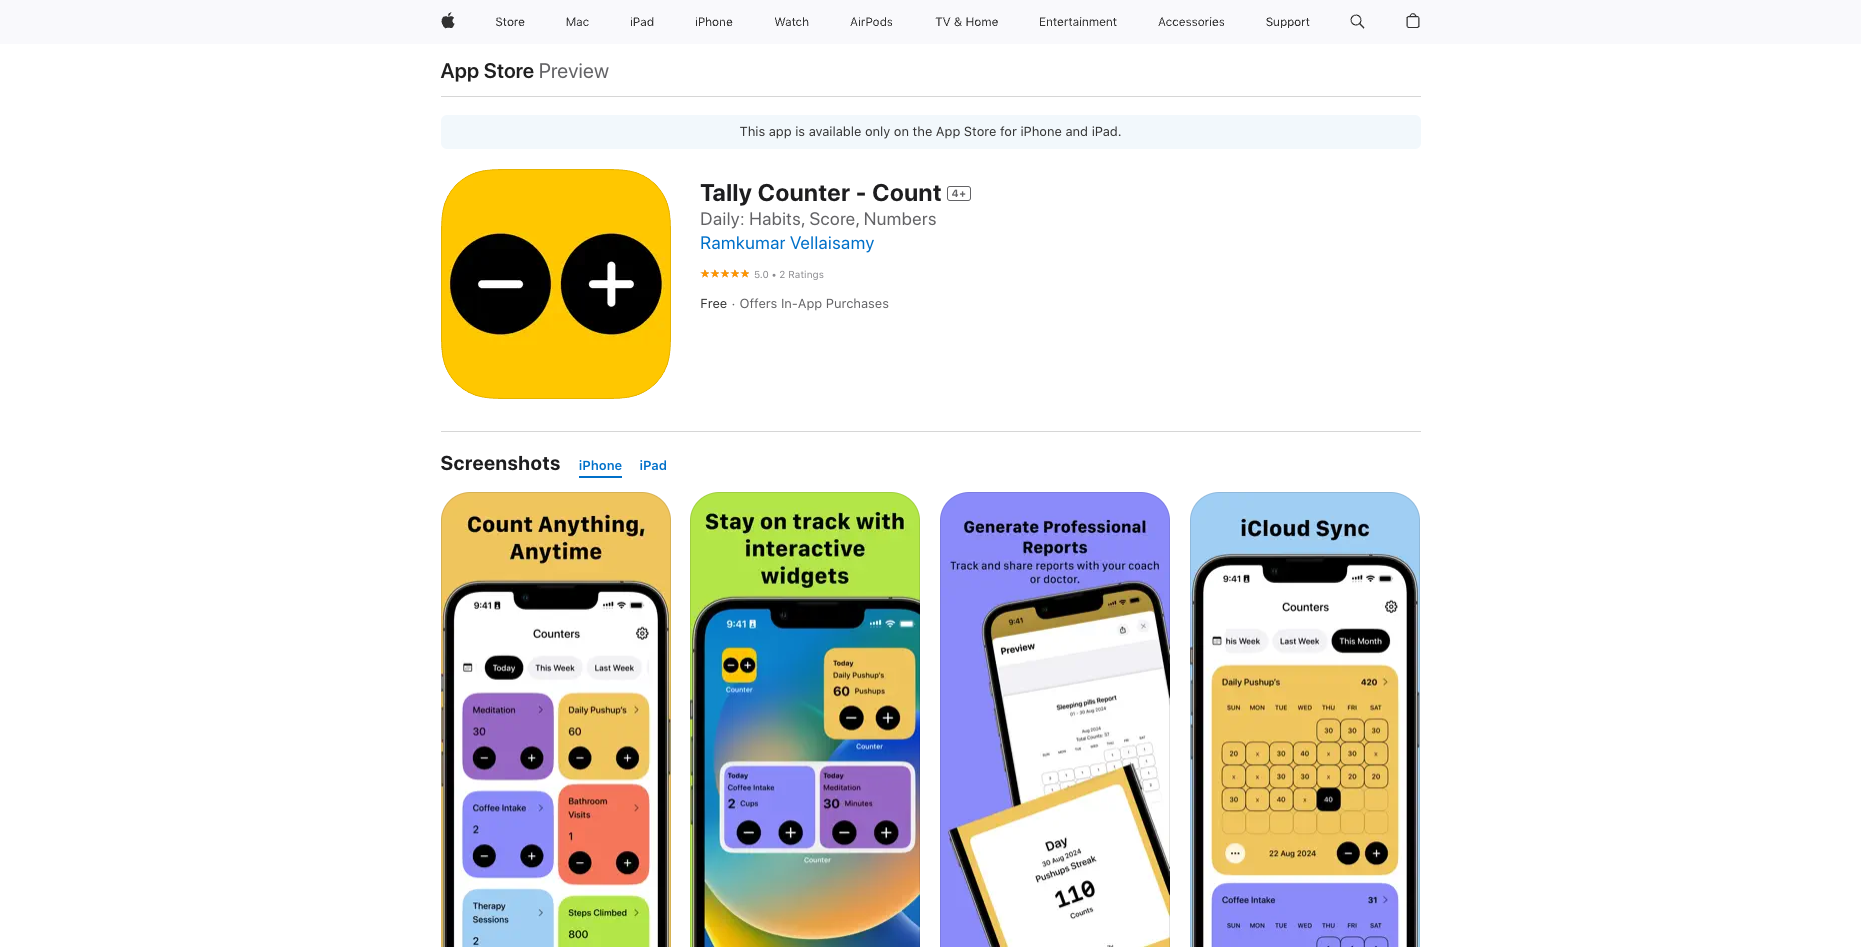 Store
Mac
iPad
iPhone
Watch
AirPods
TV & Home
Entertainment
Accessories
Support
App Store Preview
This app is available only on the App Store for iPhone and iPad.
Tally Counter - Count 4+
Daily: Habits, Score, Numbers
Ramkumar Vellaisamy
★★★★★ 5.0 • 2 Ratings
Free · Offers In-App Purchases
Screenshots
iPhone
iPad
Count Anything,
Anytime
9:41
Counters
Today
This Week
Last Week
Meditation
30
Daily Pushup's
60
Coffee Intake
2
Bathroom
Visits
1
Therapy
Sessions
2
Steps Climbed
800
Stay on track with
interactive
widgets
9:41
Counter
Today
Daily Pushup's
60 Pushups
Counter
Today
Coffee Intake
2 Cups
Today
Meditation
30 Minutes
Counter
Generate Professional
Reports
Track and share reports with your coach
or doctor.
9:41
Preview
Sleeping pills Report
01 - 30 Aug 2024
Aug 2024
Total Counts: 37
Day
30 Aug 2024
Pushups Streak
110
Counts
iCloud Sync
9:41
Counters
his Week
Last Week
This Month
Daily Pushup's
420
SUN MON TUE WED THU FRI SAT
30 30 30
20 x 30 40 x 30 x
x x 30 30 x 20 20
30 x 40 x 40
22 Aug 2024
Coffee Intake
31
SUN MON TUE WED THU FRI SAT